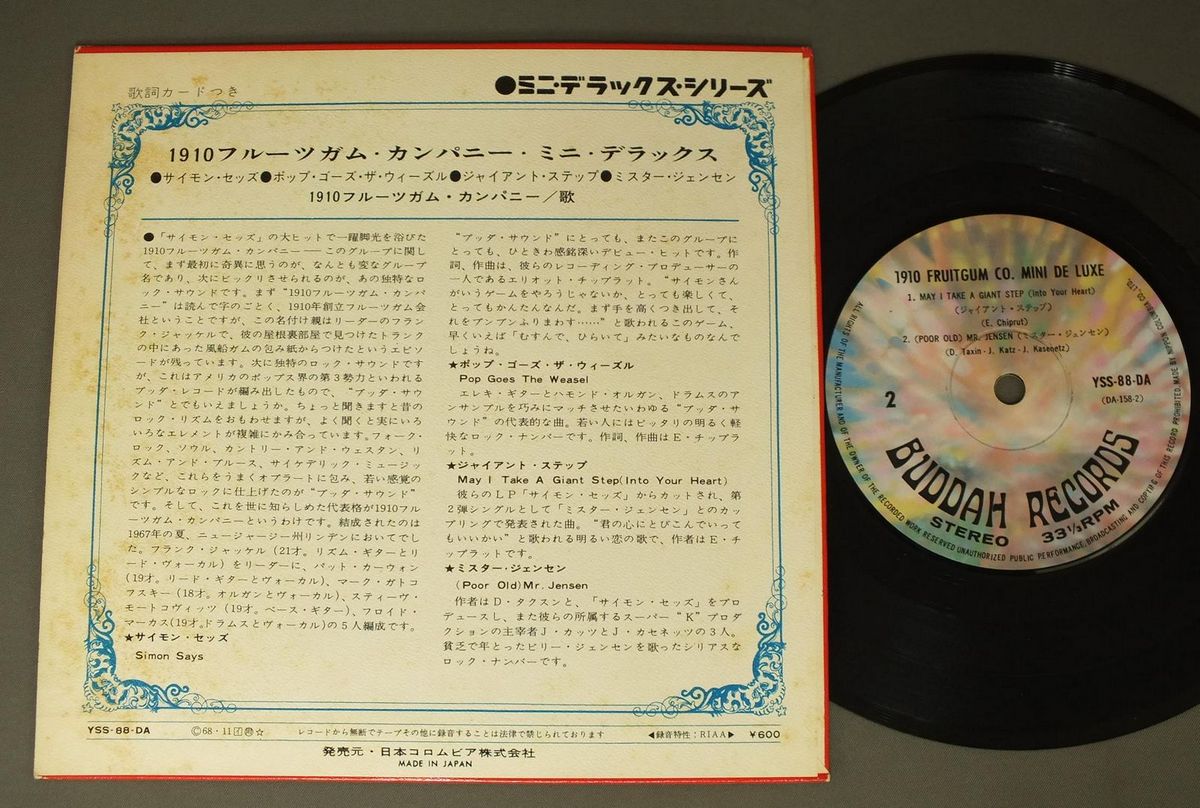 歌詞カードつき
●ミニ・デラックス・シリーズ
1910フルーツガム・カンパニー・ミニ・デラックス
●サイモン・セッズ●ポップ・ゴーズ・ザ・ウィーズル●ジャイアント・ステップ●ミスター・ジェンセン
1910フルーツガム・カンパニー／歌
●「サイモン・セッズ」の大ヒットで一躍脚光を浴びた
1910フルーツガム・カンパニー――このグループに関し
て、まず最初に奇異に思うのが、なんとも変なグループ
名であり、次にビックリさせられるのが、あの独特なロ
ック・サウンドです。まず“1910フルーツガム・カンパ
ニー”は読んで字のごとく、1910年創立フルーツガム会
社ということですが、この名付け親はリーダーのフラン
ク・ジャッケルで、彼の屋根裏部屋で見つけたトランク
の中にあった風船ガムの包み紙からつけたというエピソ
ードが残っています。次に独特のロック・サウンドです
が、これはアメリカのポップス界の第3勢力といわれる
ブッダ・レコードが編み出したもので、“ブッダ・サウ
ンド”とでもいえましょうか。ちょっと聞きますと昔の
ロック・リズムをおもわせますが、よく聞くと実にいろ
いろなエレメントが複雑にかみ合っています。フォーク・
ロック、ソウル、カントリー・アンド・ウェスタン、リ
ズム・アンド・ブルース、サイケデリック・ミュージッ
クなど、これらをうまくオブラートに包み、若い感覚の
シンプルなロックに仕上げたのが“ブッダ・サウンド”
です。そして、これを世に知らしめた代表格が1910フル
ーツガム・カンパニーというわけです。結成されたのは
1967年の夏、ニュージャージー州リンデンにおいてでし
た。フランク・ジャッケル（21才。リズム・ギターとリ
ード・ヴォーカル）をリーダーに、パット・カーウォン
（19才。リード・ギターとヴォーカル）、マーク・ガトコ
フスキー（18才。オルガンとヴォーカル）、スティーヴ・
モートコヴィッツ（19才。ベース・ギター）、フロイド・
マーカス(19才。ドラムスとヴォーカル)の5人編成です。
★サイモン・セッズ
Simon Says
“ブッダ・サウンド”にとっても、またこのグループに
とっても、ひときわ感銘深いデビュー・ヒットです。作
詞、作曲は、彼らのレコーディング・プロデューサーの
一人であるエリオット・チップラット。“サイモンさん
がいうゲームをやろうじゃないか、とっても楽しくて、
とってもかんたんなんだ。まず手を高くつき出して、そ
れをブンブンふりまわす……”と歌われるこのゲーム、
早くいえば「むすんで、ひらいて」みたいなものなんで
しょうね。
★ポップ・ゴーズ・ザ・ウィーズル
Pop Goes The Weasel
エレキ・ギターとハモンド・オルガン、ドラムスのア
ンサンブルを巧みにマッチさせたいわゆる“ブッダ・サ
ウンド”の代表的な曲。若い人にはピッタリの明るく軽
快なロック・ナンバーです。作詞、作曲はE・チップラ
ット。
★ジャイアント・ステップ
May I Take A Giant Step(Into Your Heart)
彼らのLP「サイモン・セッズ」からカットされ、第
2弾シングルとして「ミスター・ジェンセン」とのカッ
プリングで発表された曲。“君の心にとびこんでいって
もいいかい”と歌われる明るい恋の歌で、作者はE・チ
ップラットです。
★ミスター・ジェンセン
(Poor Old)Mr. Jensen
作者はD・タクスンと、「サイモン・セッズ」をプロ
デュースし、また彼らの所属するスーパー“K”プロダ
クションの主宰者J・カッツとJ・カセネッツの3人。
貧乏で年とったビリー・ジェンセンを歌ったシリアスな
ロック・ナンバーです。
YSS-88-DA
Ⓒ68・11
レコードから無断でテープその他に録音することは法律で禁じられております
◀録音特性：RIAA▶
￥600
発売元・日本コロムビア株式会社
MADE IN JAPAN
1910 FRUITGUM CO. MINI DE LUXE
1. MAY I TAKE A GIANT STEP (Into Your Heart)
(ジャイアント・ステップ)
(E. Chiprut)
2. (POOR OLD) MR. JENSEN (ミスター・ジェンセン)
(D. Taxin-J. Katz-J. Kasenetz)
2
YSS-88-DA
(DA-158-2)
BUDDAH RECORDS
STEREO
33⅓RPM
ALL RIGHTS OF THE MANUFACTURER AND OF THE OWNER OF THE RECORDED WORK RESERVED UNAUTHORIZED PUBLIC PERFORMANCE, BROADCASTING AND COPYING OF THIS RECORD PROHIBITED. MADE BY NIPPON COLUMBIA CO., LTD.